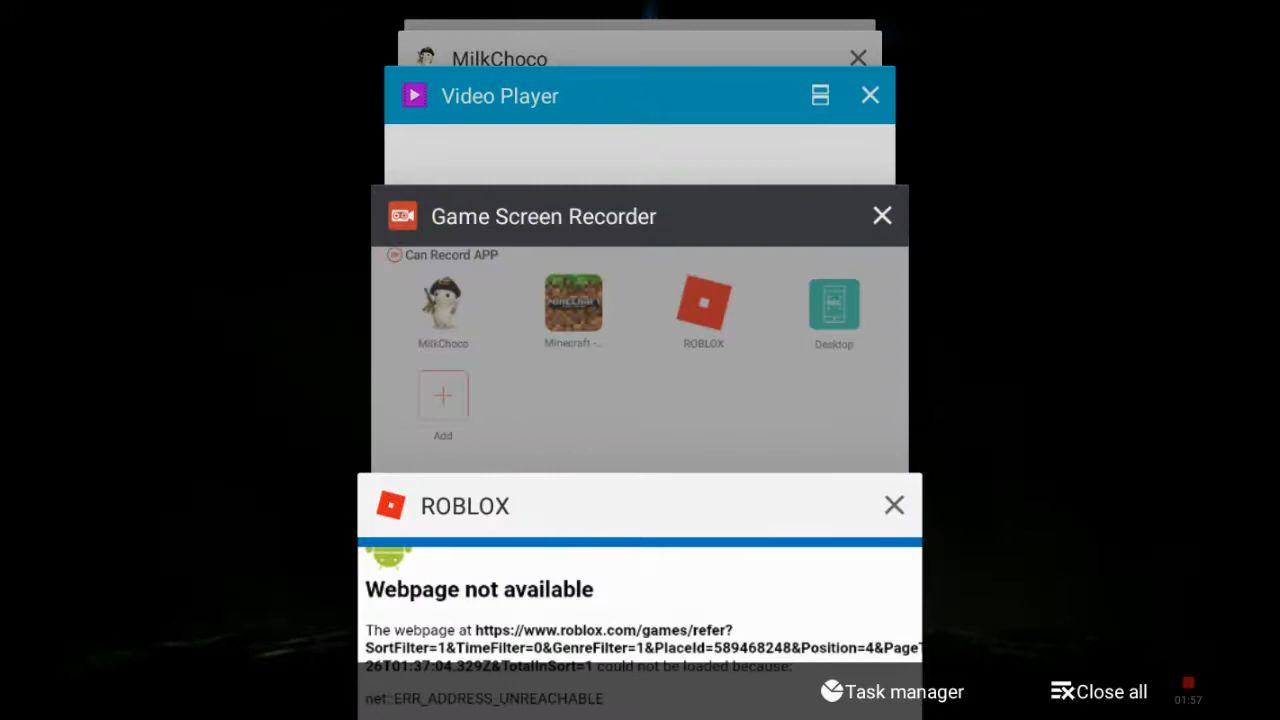 MilkChoco
Video Player
Game Screen Recorder
Can Record APP
MilkChoco
Minecraft -...
ROBLOX
Desktop
Add
ROBLOX
Webpage not available
The webpage at https://www.roblox.com/games/refer?
SortFilter=1&TimeFilter=0&GenreFilter=1&PlaceId=589468248&Position=4&PageT
26T01:37:04.329Z&TotalInSort=1 could not be loaded because:
net::ERR_ADDRESS_UNREACHABLE
Task manager
Close all
01:57